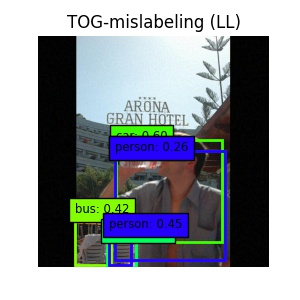 TOG-mislabeling (LL)
ARONA
GRAN HOTEL
car: 0.60
person: 0.26
bus: 0.42
person: 0.45